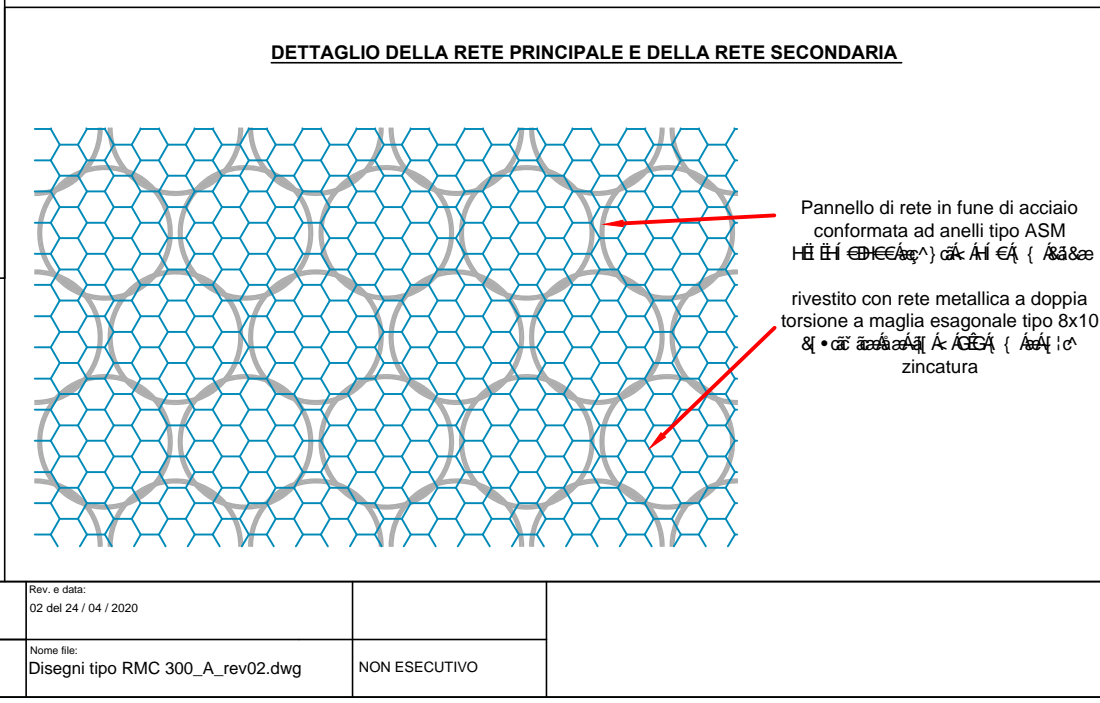 DETTAGLIO DELLA RETE PRINCIPALE E DELLA RETE SECONDARIA
Pannello di rete in fune di acciaio
conformata ad anelli tipo ASM
rivestito con rete metallica a doppia
torsione a maglia esagonale tipo 8x10
zincatura
Rev. e data:
02 del 24 / 04 / 2020
Nome file:
Disegni tipo RMC 300_A_rev02.dwg
NON ESECUTIVO